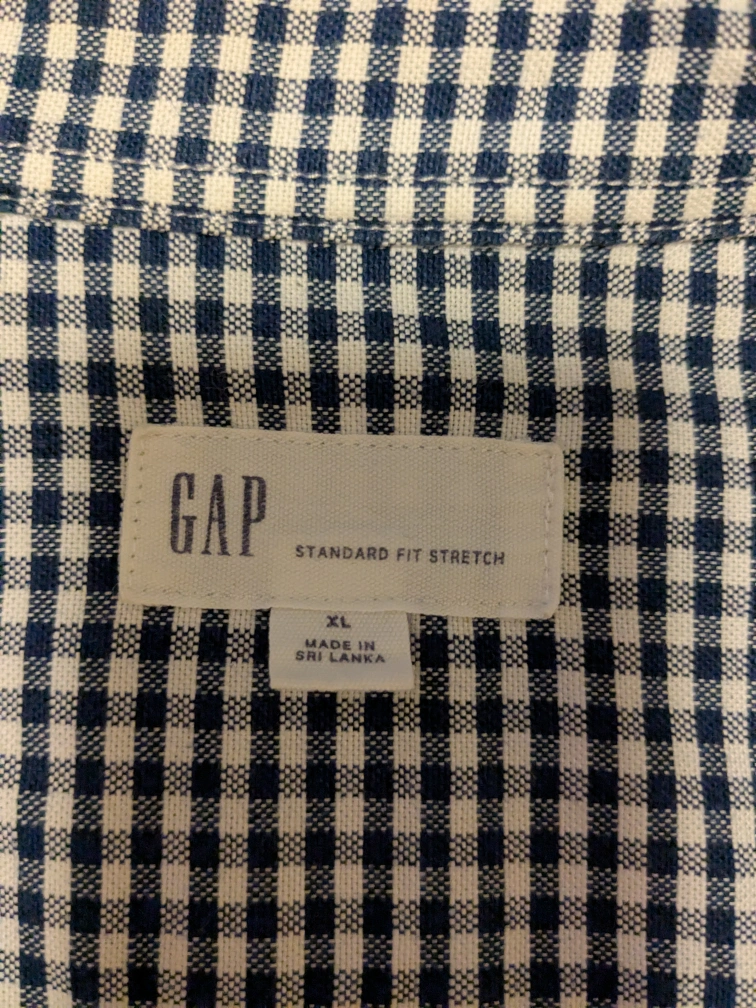 GAP
STANDARD FIT STRETCH
XL
MADE IN
SRI LANKA